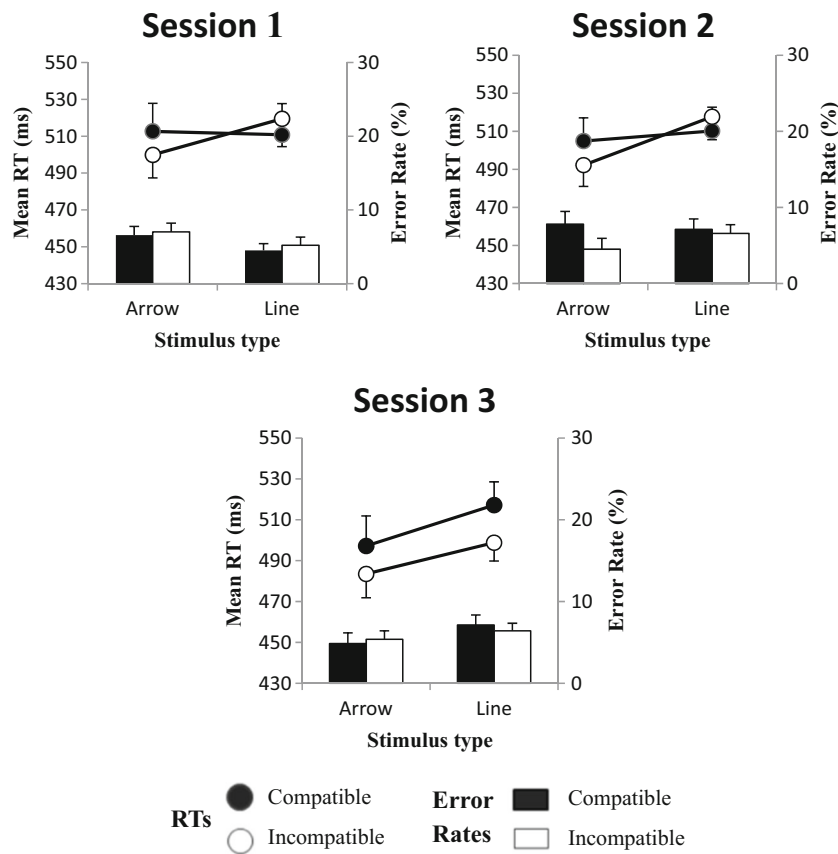 Session 1
Mean RT (ms)
550
530
510
490
470
450
430
30
20
10
0
Error Rate (%)
Arrow Line
Stimulus type
Session 2
Mean RT (ms)
550
530
510
490
470
450
430
30
20
10
0
Error Rate (%)
Arrow Line
Stimulus type
Session 3
Mean RT (ms)
550
530
510
490
470
450
430
30
20
10
0
Error Rate (%)
Arrow Line
Stimulus type
RTs
Compatible
Incompatible
Error
Rates
Compatible
Incompatible